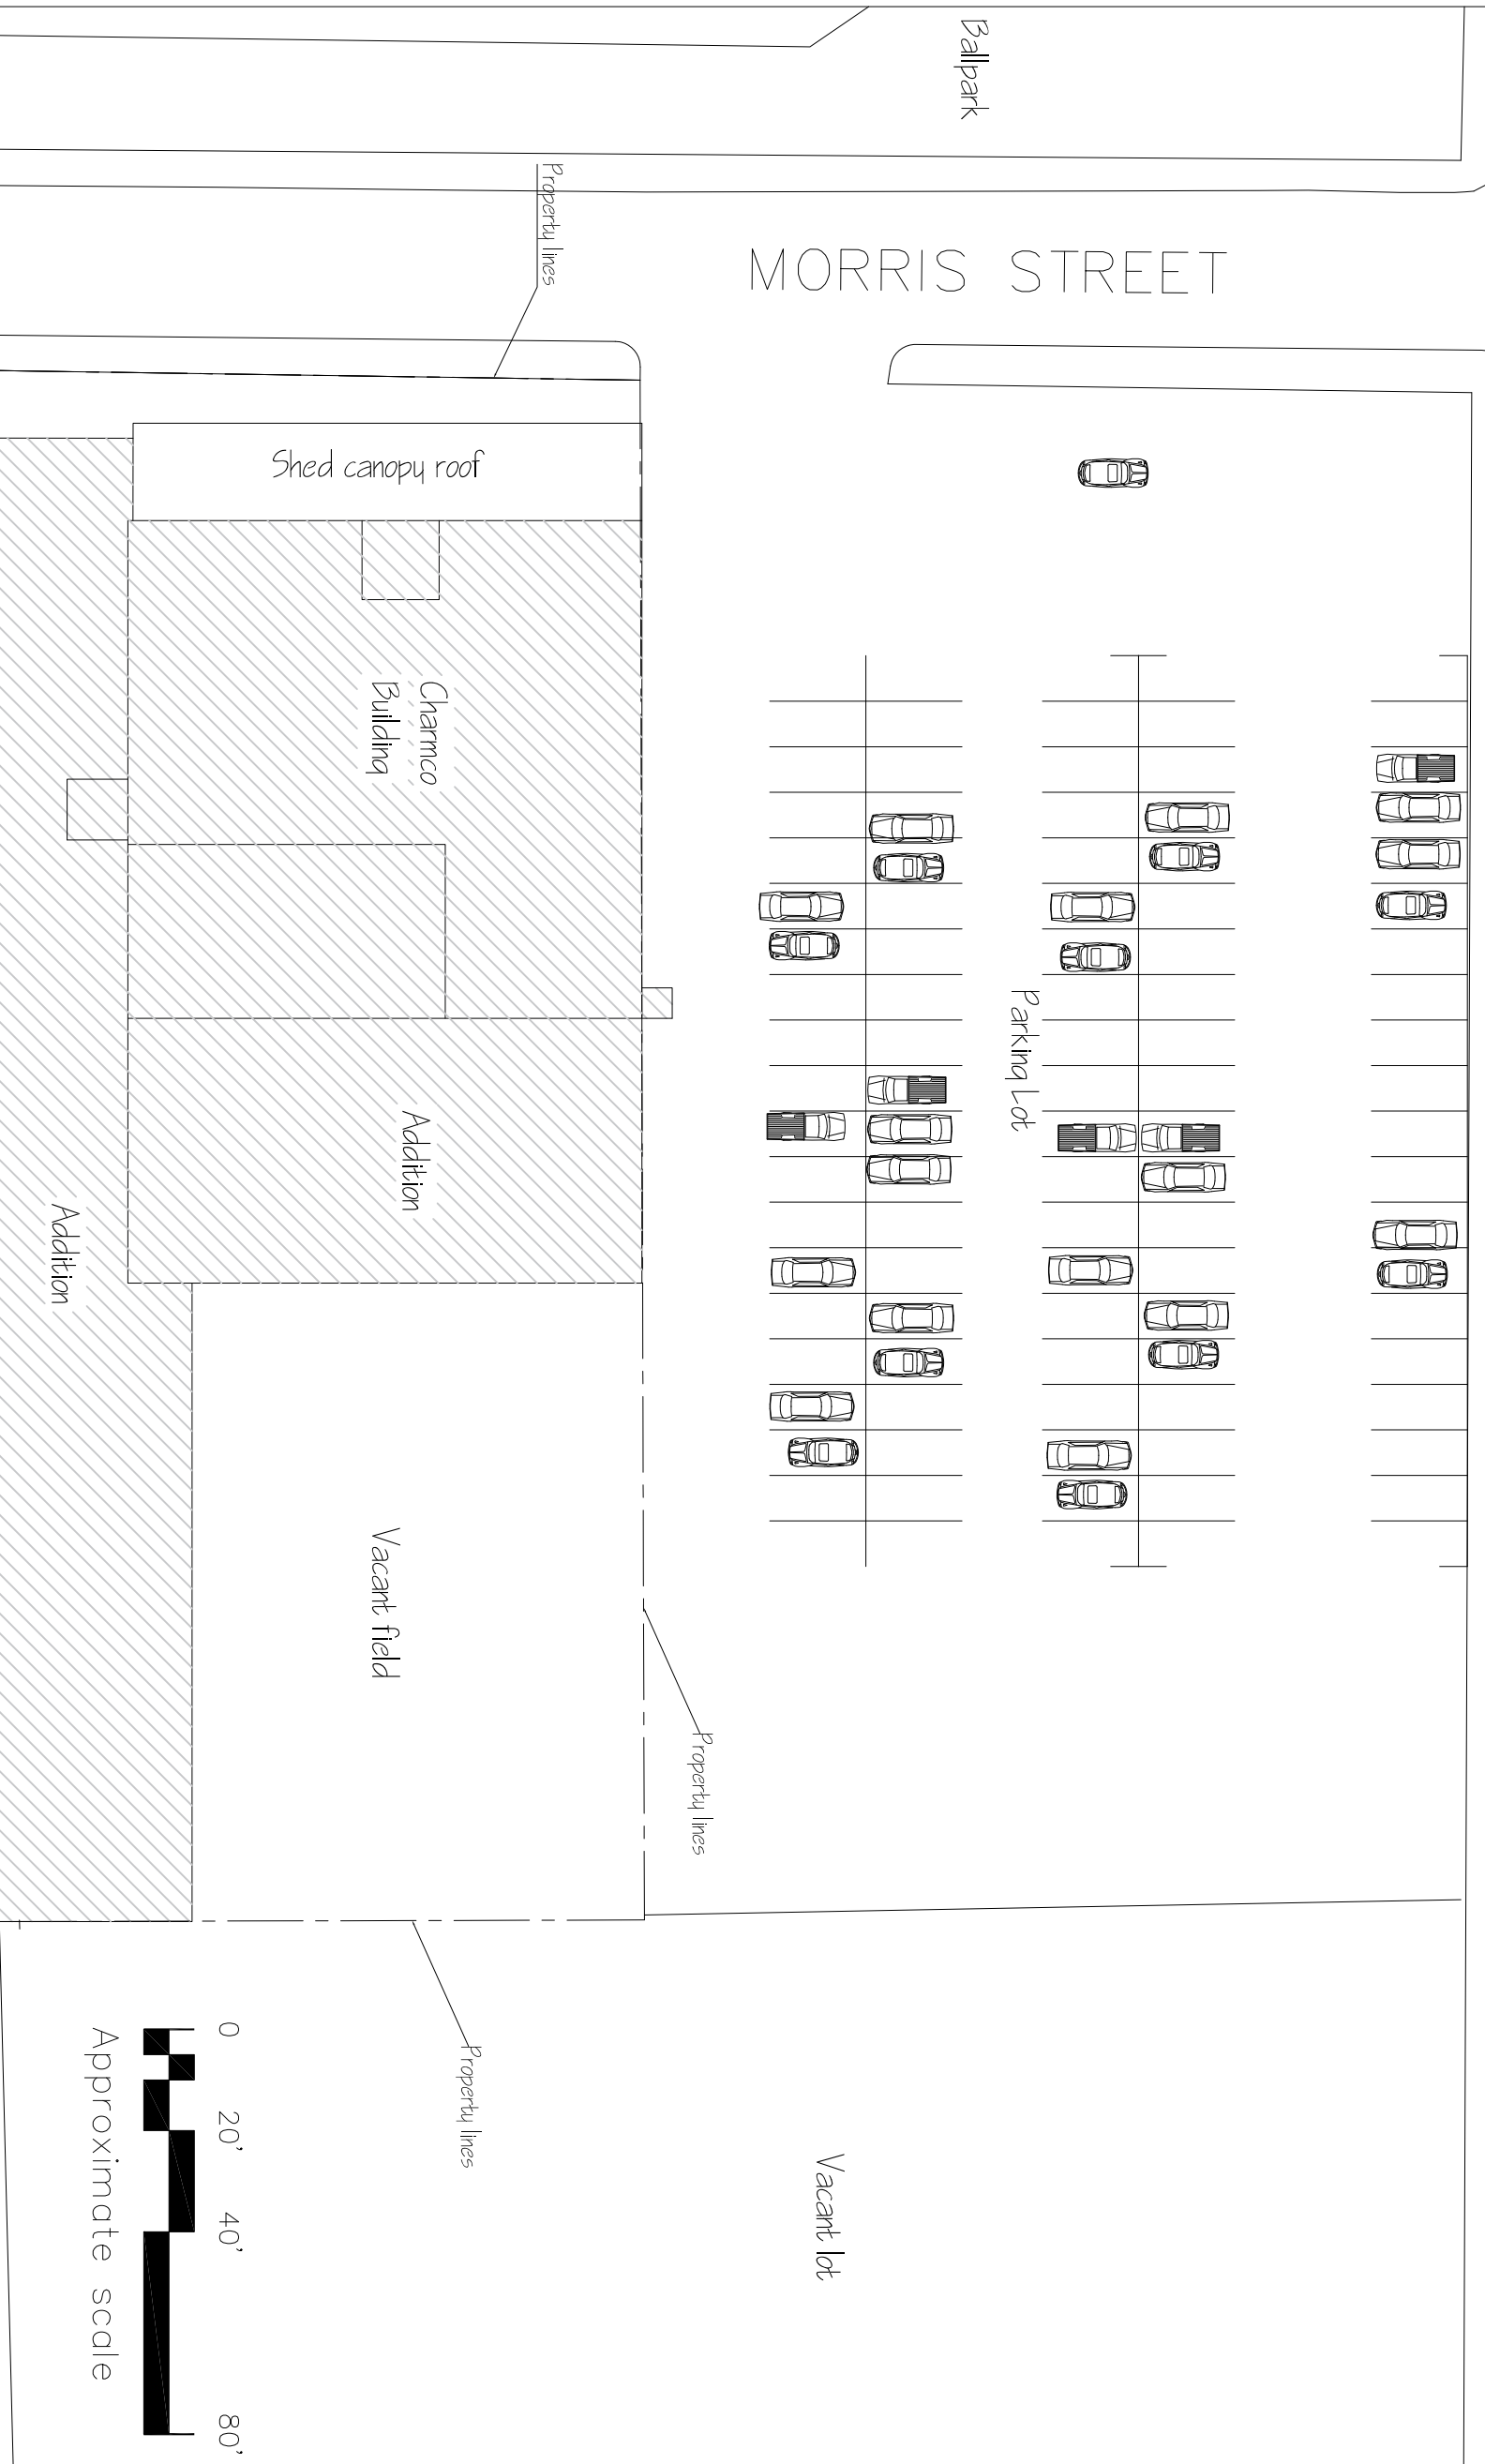 Ballpark
Property lines
MORRIS STREET
Shed canopy roof
Charmco
Building
Parking Lot
Addition
Addition
Vacant field
Property lines
Property lines
Vacant lot
0
20'
40'
80'
Approximate scale